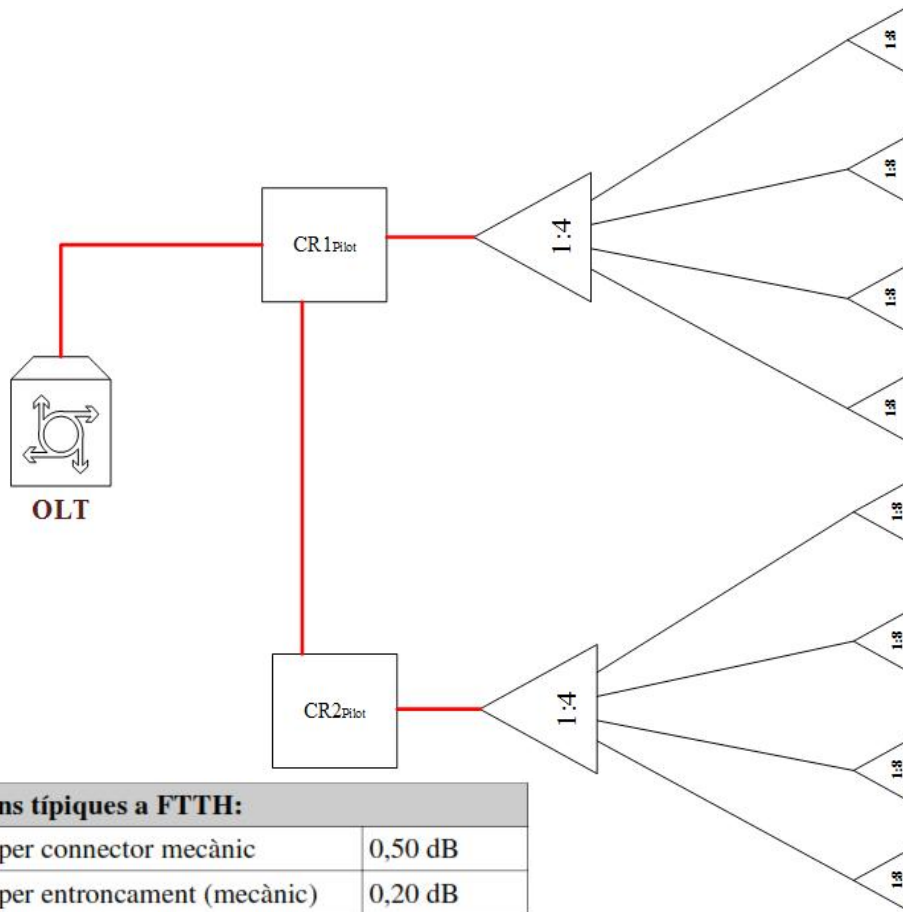 1:8
1:8
1:8
1:8
1:4
CR1Pilot
OLT
1:8
1:8
1:8
1:8
1:4
CR2Pilot
ns típiques a FTTH:
per connector mecànic 0,50 dB
per entroncament (mecànic) 0,20 dB